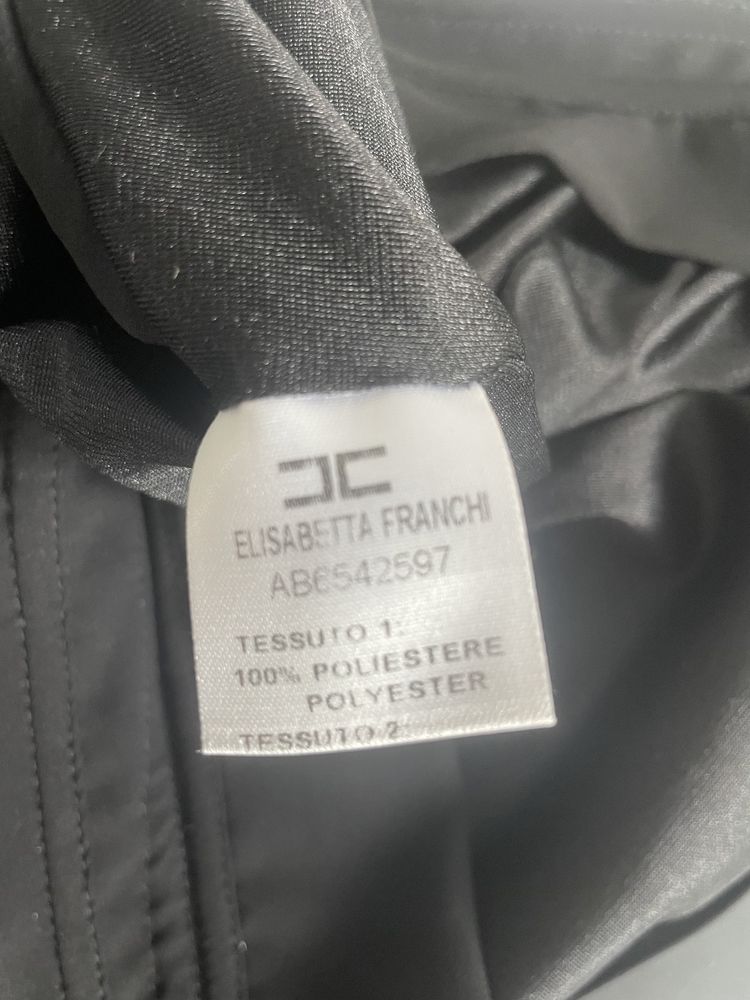 ELISABETTA FRANCHI
AB6542597
TESSUTO 1:
100% POLIESTERE
POLYESTER
TESSUTO 2: